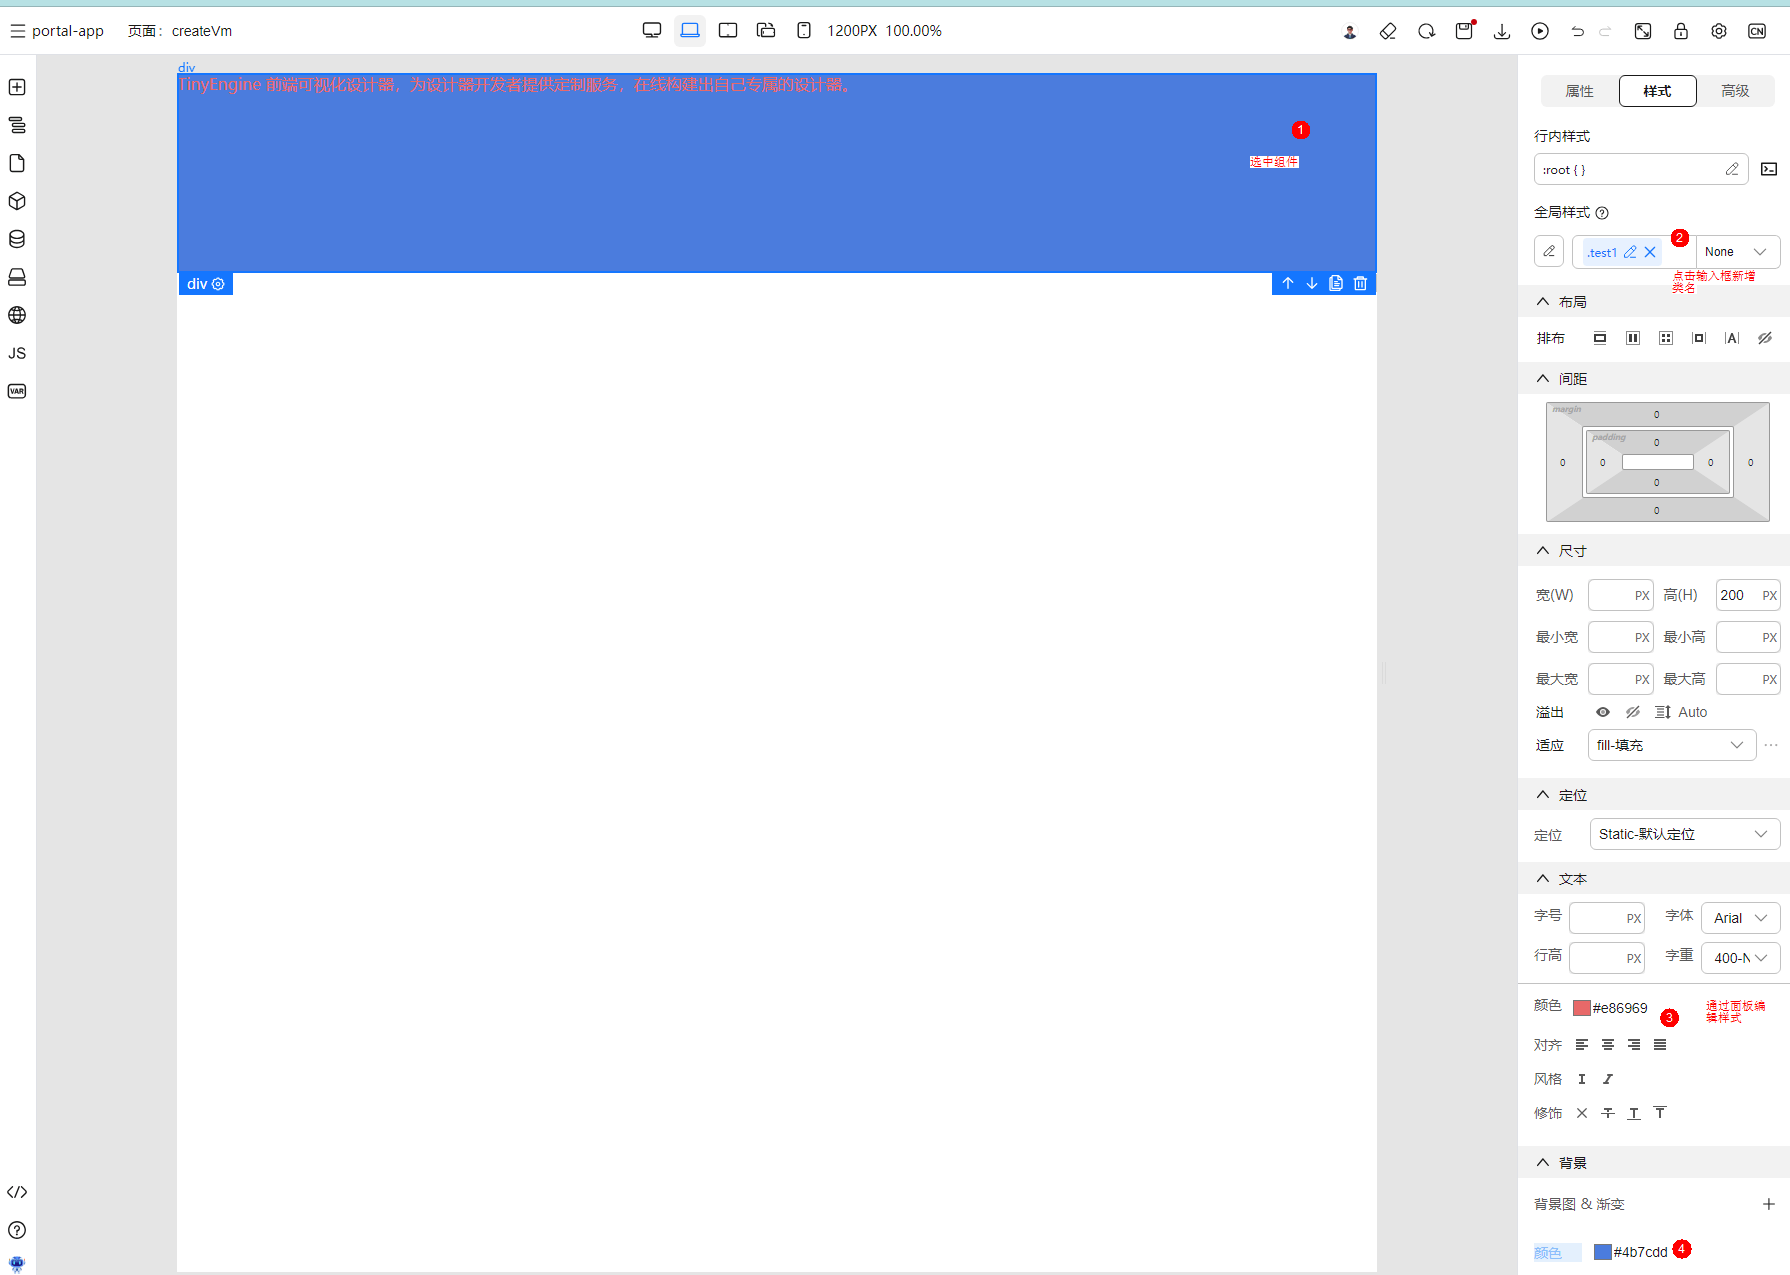 portal-app 页面：createVm 1200PX 100.00% CN
div
TinyEngine 前端可视化设计器，为设计器开发者提供定制服务，在线构建出自己专属的设计器。
1
选中组件
div
JS
VAR
属性 样式 高级
行内样式
:root { }
全局样式
.test1 2 None
点击输入框新增
类名
布局
排布 A
间距
margin 0
padding 0
0 0 0 0
0
0
尺寸
宽(W) PX 高(H) 200 PX
最小宽 PX 最小高 PX
最大宽 PX 最大高 PX
溢出 Auto
适应 fill-填充
定位
定位 Static-默认定位
文本
字号 PX 字体 Arial
行高 PX 字重 400-N
颜色 #e86969 3 通过面板编
辑样式
对齐
风格
修饰
背景
背景图 & 渐变
颜色 #4b7cdd 4